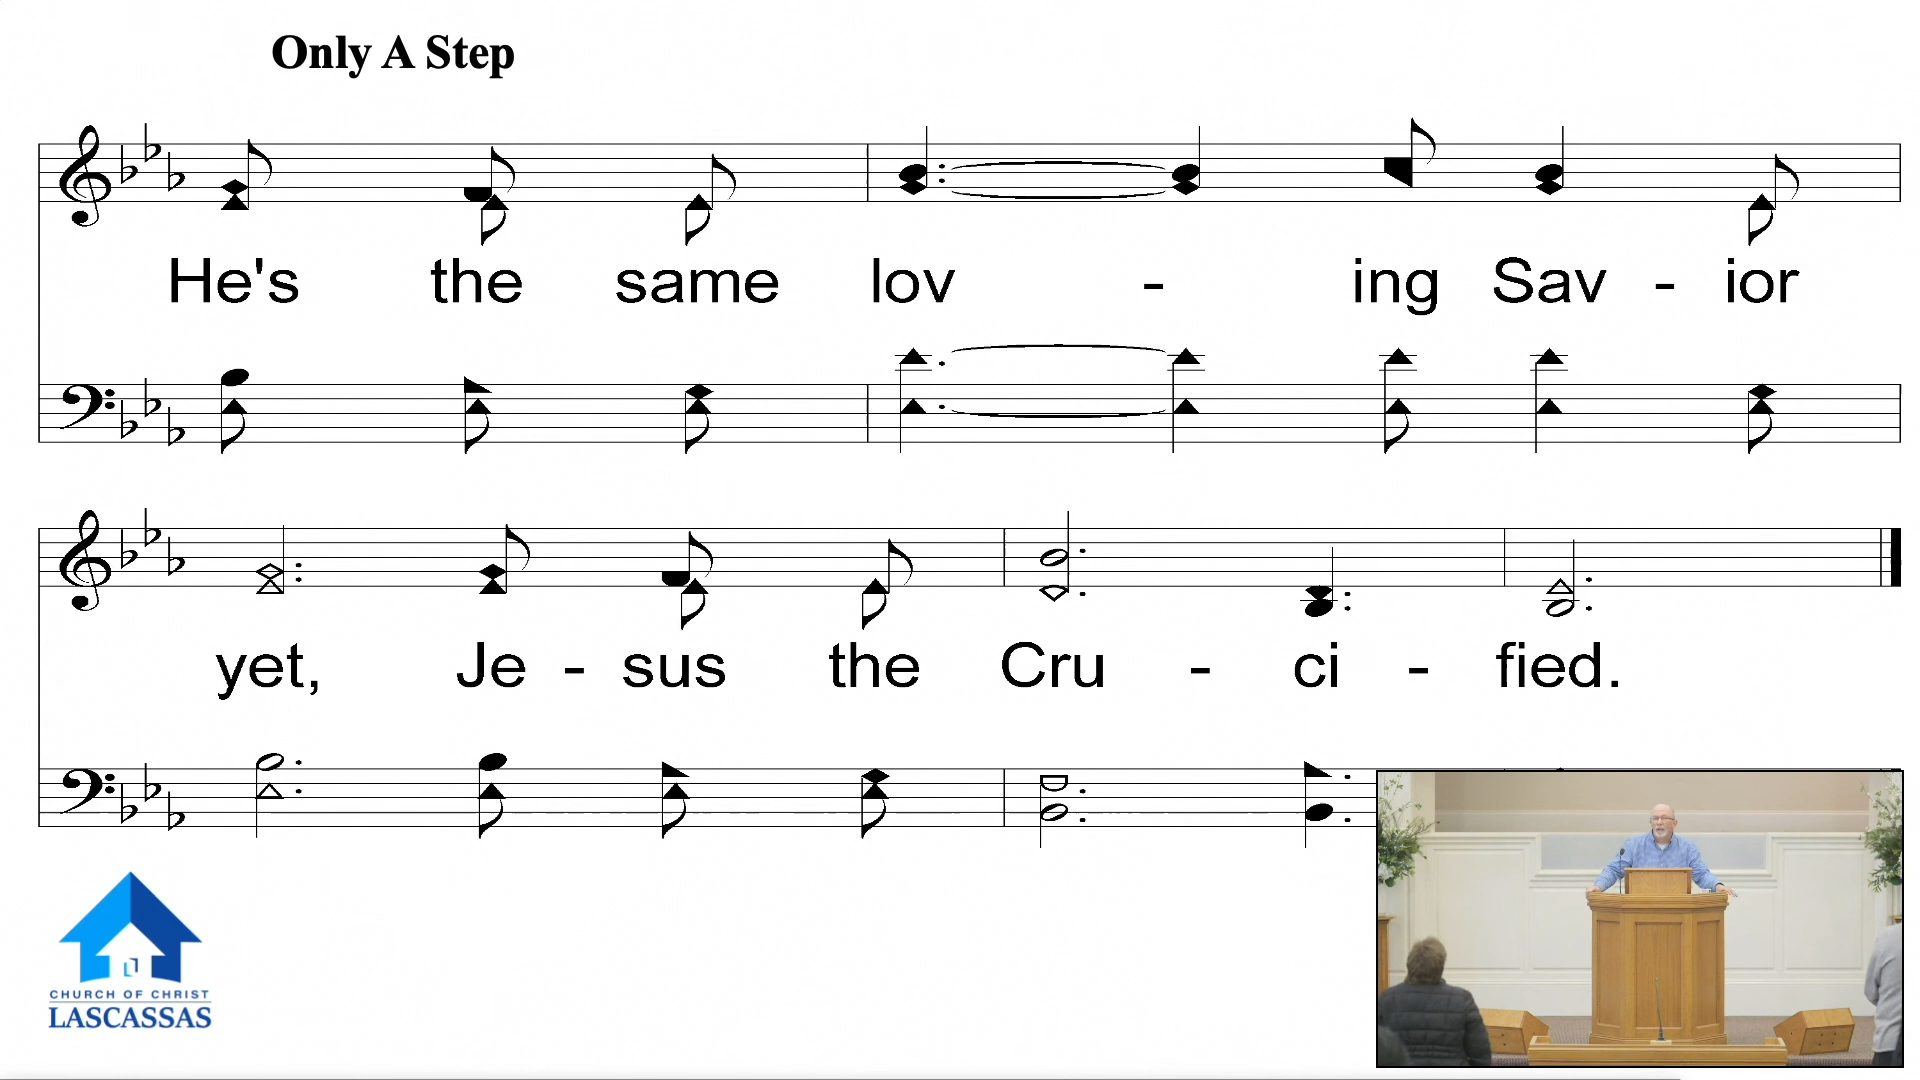 Only A Step
He's the same lov - ing Sav - ior
yet, Je - sus the Cru - ci - fied.
CHURCH OF CHRIST
LASCASSAS